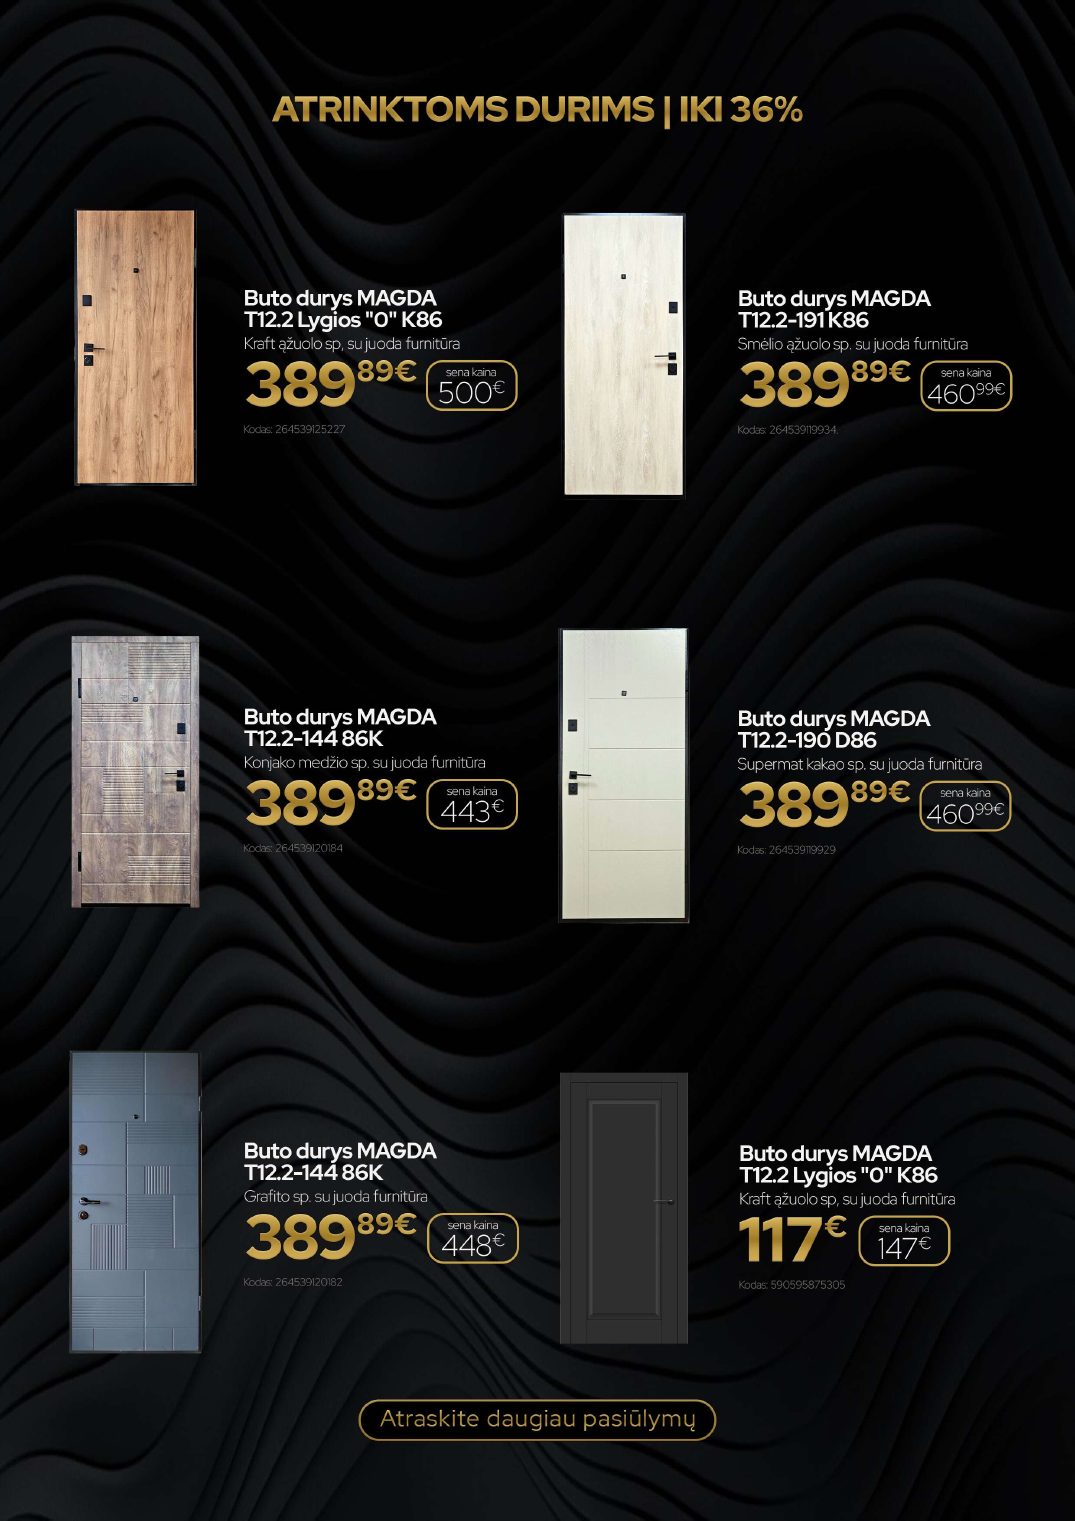 ATRINKTOMS DURIMS | IKI 36%
Buto durys MAGDA
T12.2 Lygios "0" K86
Kraft ąžuolo sp, su juoda furnitūra
389 89€
sena kaina
500€
Kodas: 264539125227
Buto durys MAGDA
T12.2-191 K86
Smėlio ąžuolo sp. su juoda furnitūra
389 89€
sena kaina
460 99€
Kodas: 264539119934.
Buto durys MAGDA
T12.2-144 86K
Konjako medžio sp. su juoda furnitūra
389 89€
sena kaina
443€
Kodas: 264539120184
Buto durys MAGDA
T12.2-190 D86
Supermat kakao sp. su juoda furnitūra
389 89€
sena kaina
460 99€
Kodas: 264539119929
Buto durys MAGDA
T12.2-144 86K
Grafito sp. su juoda furnitūra
389 89€
sena kaina
448€
Kodas: 264539120182
Buto durys MAGDA
T12.2 Lygios "0" K86
Kraft ąžuolo sp, su juoda furnitūra
117€
sena kaina
147€
Kodas: 590595875305
Atraskite daugiau pasiūlymų